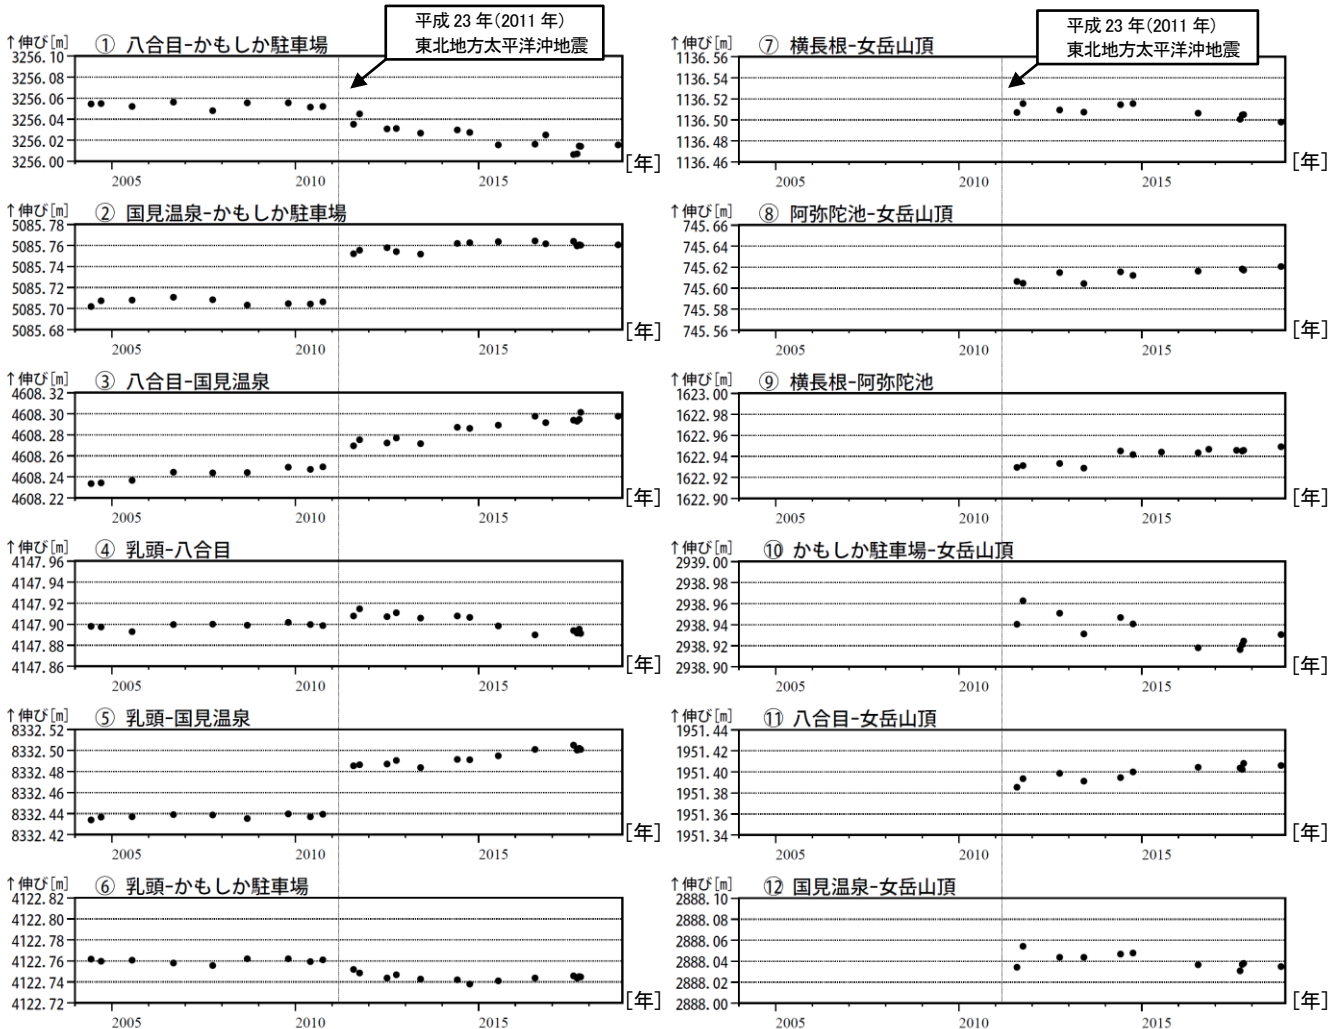 平成 23 年(2011 年)
東北地方太平洋沖地震
↑伸び[m] ① 八合目-かもしか駐車場
3256.10
3256.08
3256.06
3256.04
3256.02
3256.00
[年]
2005 2010 2015
↑伸び[m] ② 国見温泉-かもしか駐車場
5085.78
5085.76
5085.74
5085.72
5085.70
5085.68
[年]
2005 2010 2015
↑伸び[m] ③ 八合目-国見温泉
4608.32
4608.30
4608.28
4608.26
4608.24
4608.22
[年]
2005 2010 2015
↑伸び[m] ④ 乳頭-八合目
4147.96
4147.94
4147.92
4147.90
4147.88
4147.86
[年]
2005 2010 2015
↑伸び[m] ⑤ 乳頭-国見温泉
8332.52
8332.50
8332.48
8332.46
8332.44
8332.42
[年]
2005 2010 2015
↑伸び[m] ⑥ 乳頭-かもしか駐車場
4122.82
4122.80
4122.78
4122.76
4122.74
4122.72
[年]
2005 2010 2015
平成 23 年(2011 年)
東北地方太平洋沖地震
↑伸び[m] ⑦ 横長根-女岳山頂
1136.56
1136.54
1136.52
1136.50
1136.48
1136.46
[年]
2005 2010 2015
↑伸び[m] ⑧ 阿弥陀池-女岳山頂
745.66
745.64
745.62
745.60
745.58
745.56
[年]
2005 2010 2015
↑伸び[m] ⑨ 横長根-阿弥陀池
1623.00
1622.98
1622.96
1622.94
1622.92
1622.90
[年]
2005 2010 2015
↑伸び[m] ⑩ かもしか駐車場-女岳山頂
2939.00
2938.98
2938.96
2938.94
2938.92
2938.90
[年]
2005 2010 2015
↑伸び[m] ⑪ 八合目-女岳山頂
1951.44
1951.42
1951.40
1951.38
1951.36
1951.34
[年]
2005 2010 2015
↑伸び[m] ⑫ 国見温泉-女岳山頂
2888.10
2888.08
2888.06
2888.04
2888.02
2888.00
[年]
2005 2010 2015